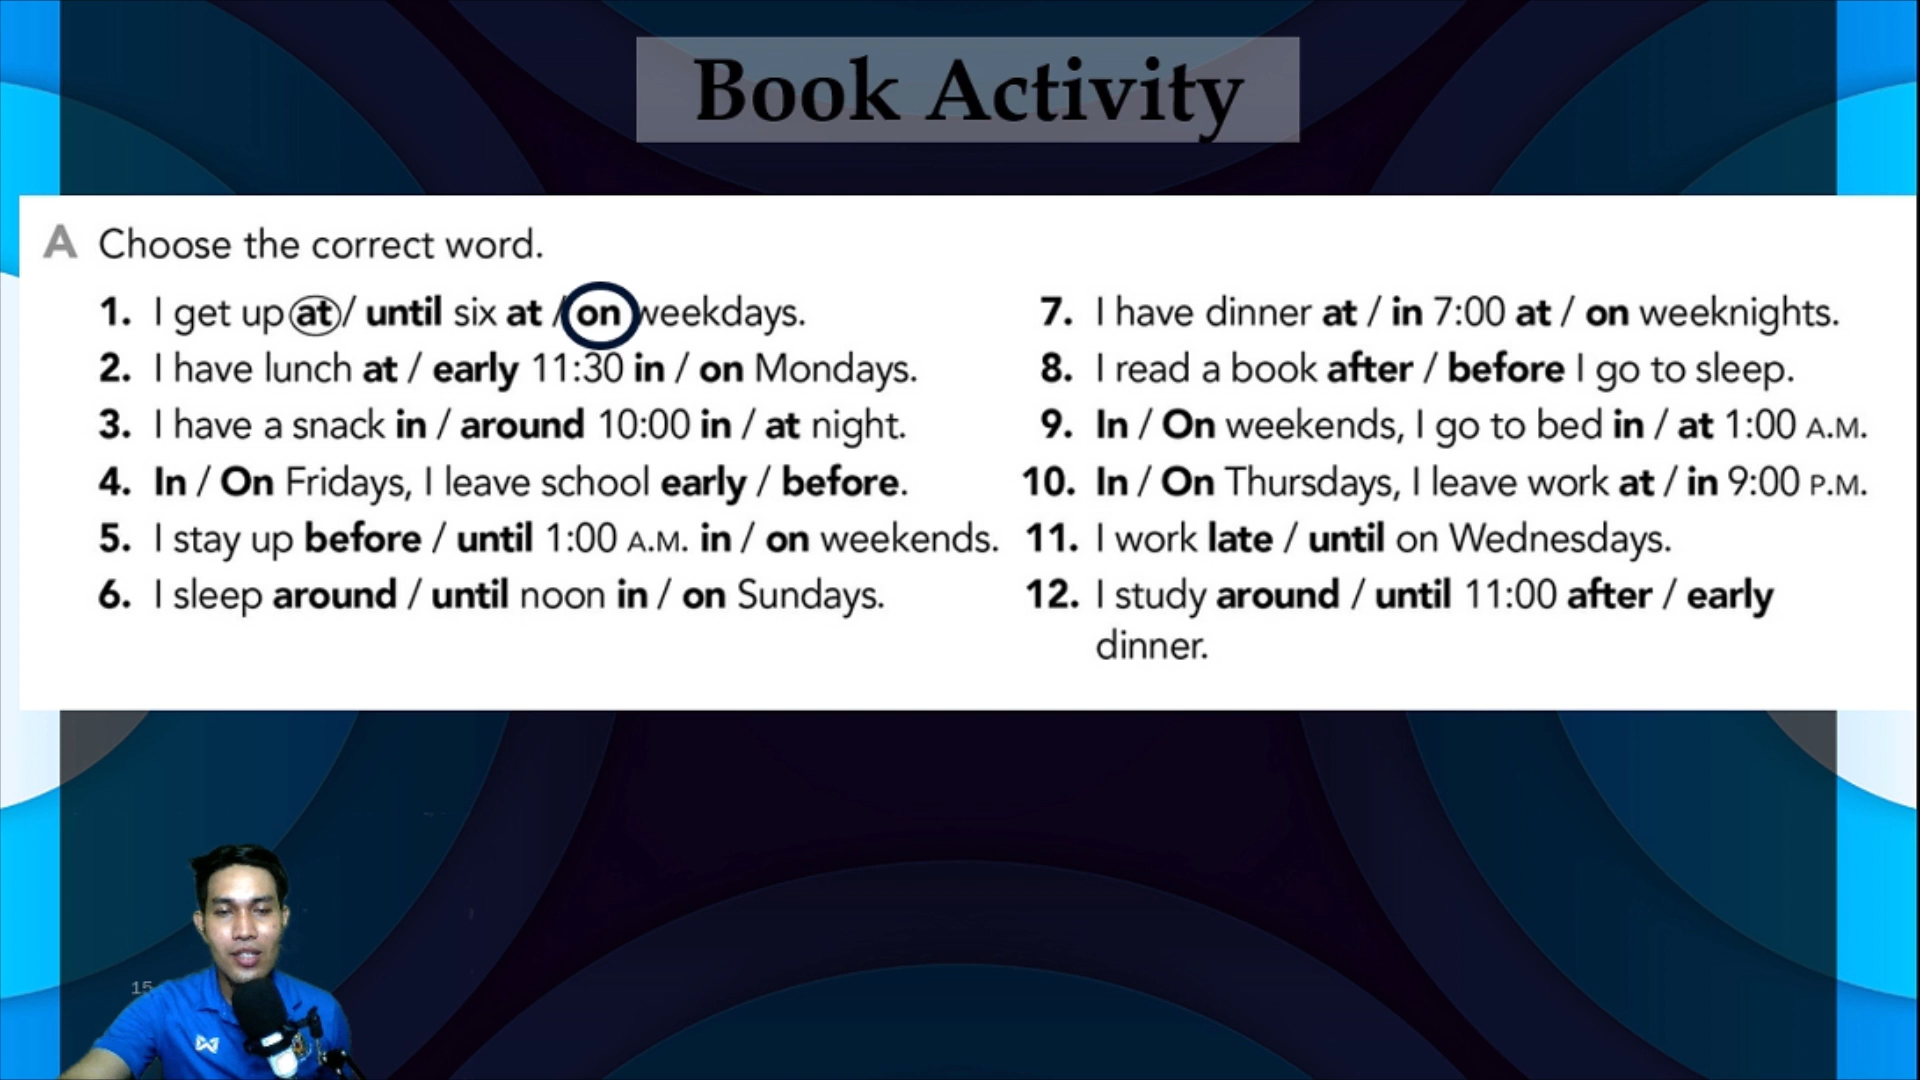 Book Activity
A Choose the correct word.
1. I get up at / until six at / on weekdays.
2. I have lunch at / early 11:30 in / on Mondays.
3. I have a snack in / around 10:00 in / at night.
4. In / On Fridays, I leave school early / before.
5. I stay up before / until 1:00 A.M. in / on weekends.
6. I sleep around / until noon in / on Sundays.
7. I have dinner at / in 7:00 at / on weeknights.
8. I read a book after / before I go to sleep.
9. In / On weekends, I go to bed in / at 1:00 A.M.
10. In / On Thursdays, I leave work at / in 9:00 P.M.
11. I work late / until on Wednesdays.
12. I study around / until 11:00 after / early
dinner.
15